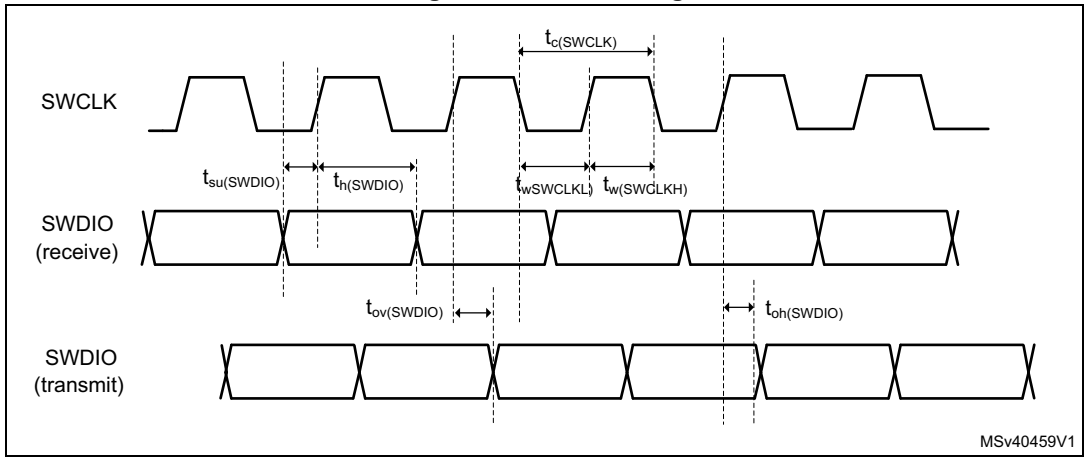 tc(SWCLK)
SWCLK
tsu(SWDIO) th(SWDIO) twSWCLKL) tw(SWCLKH)
SWDIO
(receive)
tov(SWDIO) toh(SWDIO)
SWDIO
(transmit)
MSv40459V1